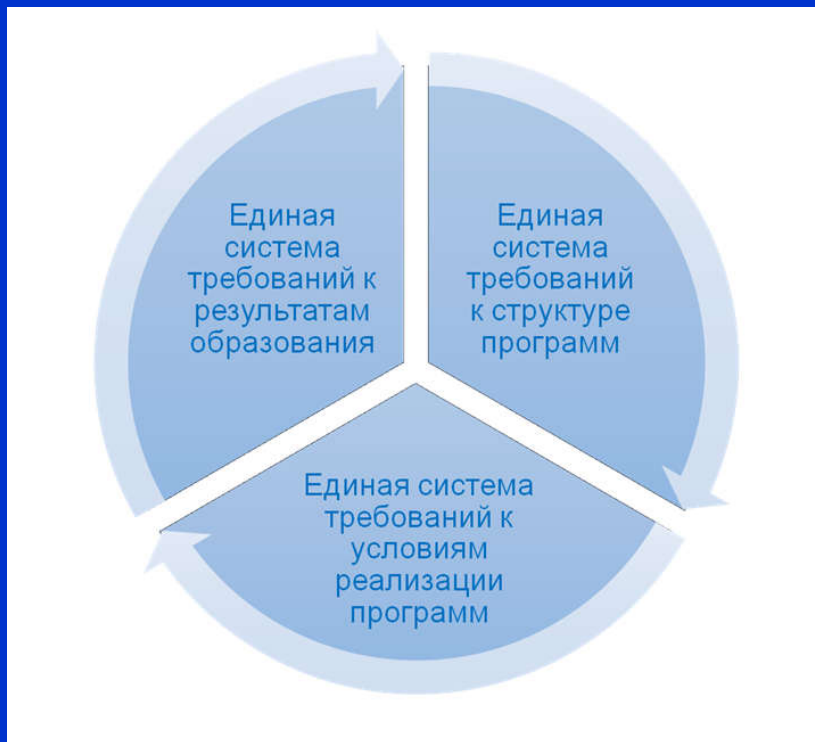 Единая
система
требований к
результатам
образования
Единая
система
требований
к структуре
программ
Единая система
требований к
условиям
реализации
программ